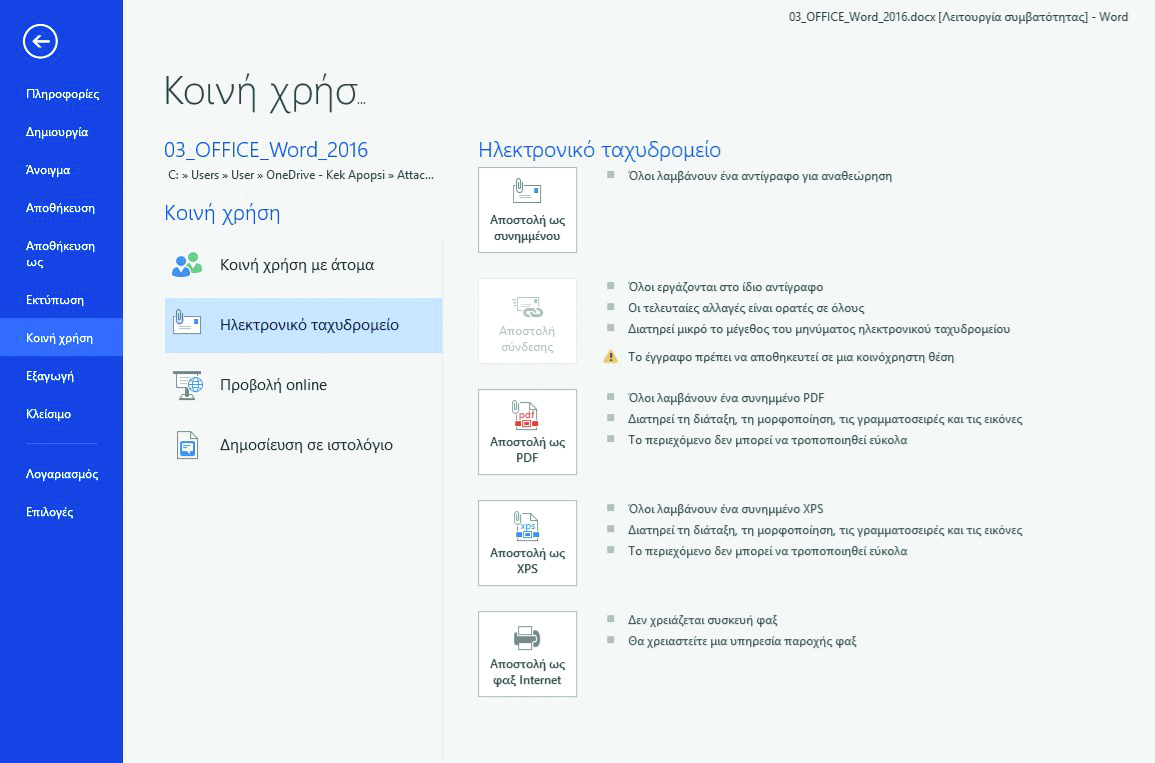 03_OFFICE_Word_2016.docx [Λειτουργία συμβατότητας] - Word
Πληροφορίες
Δημιουργία
Άνοιγμα
Αποθήκευση
Αποθήκευση
ως
Εκτύπωση
Κοινή χρήση
Εξαγωγή
Κλείσιμο
Λογαριασμός
Επιλογές
Κοινή χρήσ...
03_OFFICE_Word_2016
C: » Users » User » OneDrive - Kek Apopsi » Attac...
Κοινή χρήση
Κοινή χρήση με άτομα
Ηλεκτρονικό ταχυδρομείο
Προβολή online
Δημοσίευση σε ιστολόγιο
Ηλεκτρονικό ταχυδρομείο
Αποστολή ως
συνημμένου
Όλοι λαμβάνουν ένα αντίγραφο για αναθεώρηση
Αποστολή
σύνδεσης
Όλοι εργάζονται στο ίδιο αντίγραφο
Οι τελευταίες αλλαγές είναι ορατές σε όλους
Διατηρεί μικρό το μέγεθος του μηνύματος ηλεκτρονικού ταχυδρομείου
Το έγγραφο πρέπει να αποθηκευτεί σε μια κοινόχρηστη θέση
pdf
Αποστολή ως
PDF
Όλοι λαμβάνουν ένα συνημμένο PDF
Διατηρεί τη διάταξη, τη μορφοποίηση, τις γραμματοσειρές και τις εικόνες
Το περιεχόμενο δεν μπορεί να τροποποιηθεί εύκολα
xps
Αποστολή ως
XPS
Όλοι λαμβάνουν ένα συνημμένο XPS
Διατηρεί τη διάταξη, τη μορφοποίηση, τις γραμματοσειρές και τις εικόνες
Το περιεχόμενο δεν μπορεί να τροποποιηθεί εύκολα
Αποστολή ως
φαξ Internet
Δεν χρειάζεται συσκευή φαξ
Θα χρειαστείτε μια υπηρεσία παροχής φαξ